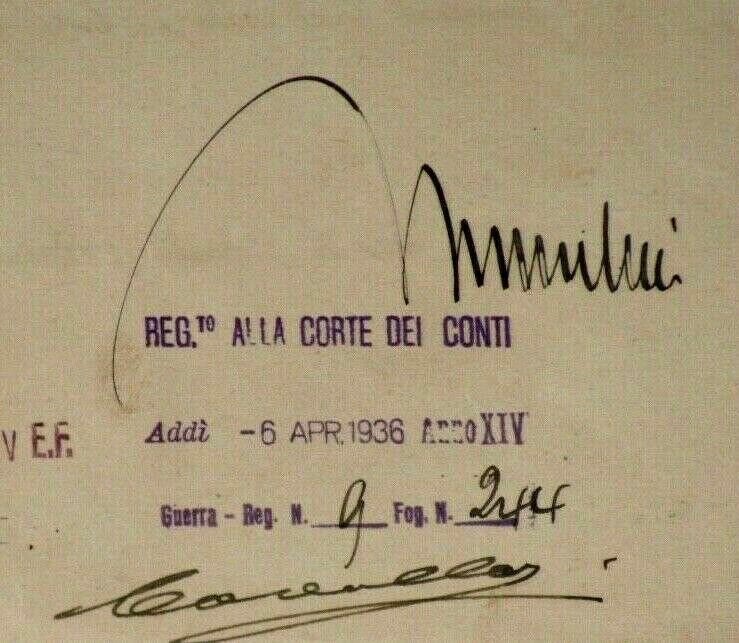 REG.TO ALLA CORTE DEI CONTI
V E.F.
Addì -6 APR. 1936 ANNO XIV
Guerra - Reg. N. 9 Fog. N. 244